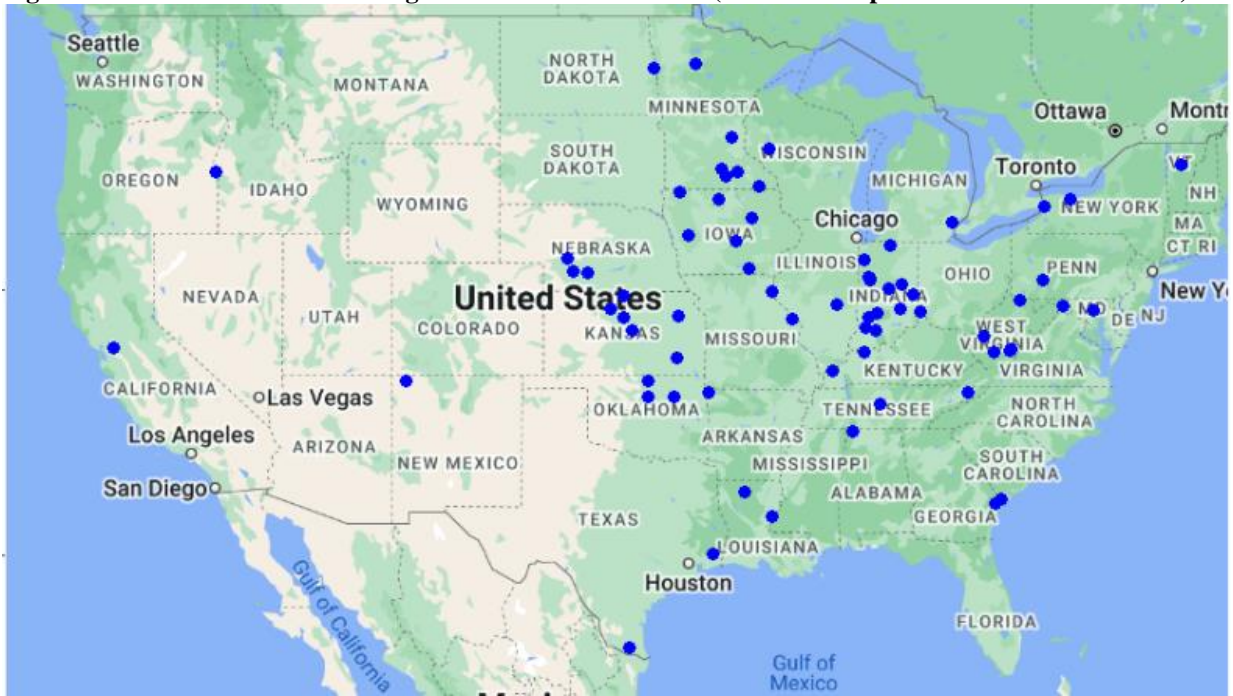 Seattle
WASHINGTON
MONTANA
NORTH
DAKOTA
MINNESOTA
Ottawa
Montr
OREGON
IDAHO
SOUTH
DAKOTA
WISCONSIN
MICHIGAN
Toronto
VT
WYOMING
NH
NEW YORK
MA
CT RI
Chicago
IOWA
NEBRASKA
ILLINOIS
OHIO
PENN
NEVADA
United States
INDIANA
New Y
UTAH
COLORADO
KANSAS
MISSOURI
WEST
VIRGINIA
MD
DE
NJ
CALIFORNIA
Las Vegas
KENTUCKY
VIRGINIA
OKLAHOMA
TENNESSEE
NORTH
CAROLINA
Los Angeles
ARIZONA
NEW MEXICO
ARKANSAS
MISSISSIPPI
SOUTH
CAROLINA
San Diego
TEXAS
ALABAMA
GEORGIA
LOUISIANA
Houston
Gulf of California
FLORIDA
Gulf of
Mexico